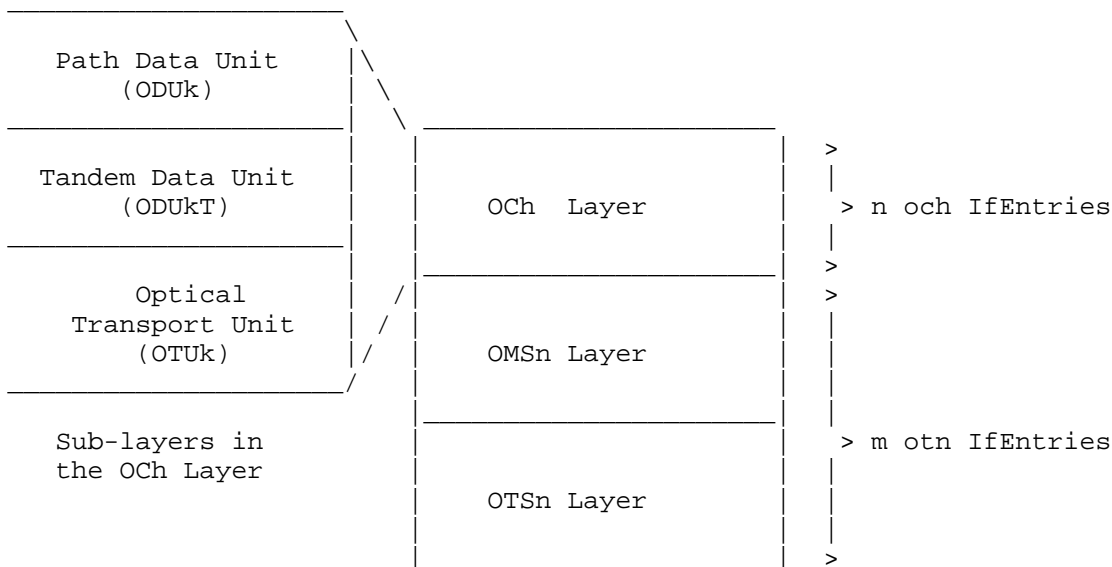 Path Data Unit
(ODUk)
Tandem Data Unit
(ODUkT)
Optical
Transport Unit
(OTUk)
Sub-layers in
the OCh Layer
OCh Layer
OMSn Layer
OTSn Layer
> n och IfEntries
> m otn IfEntries